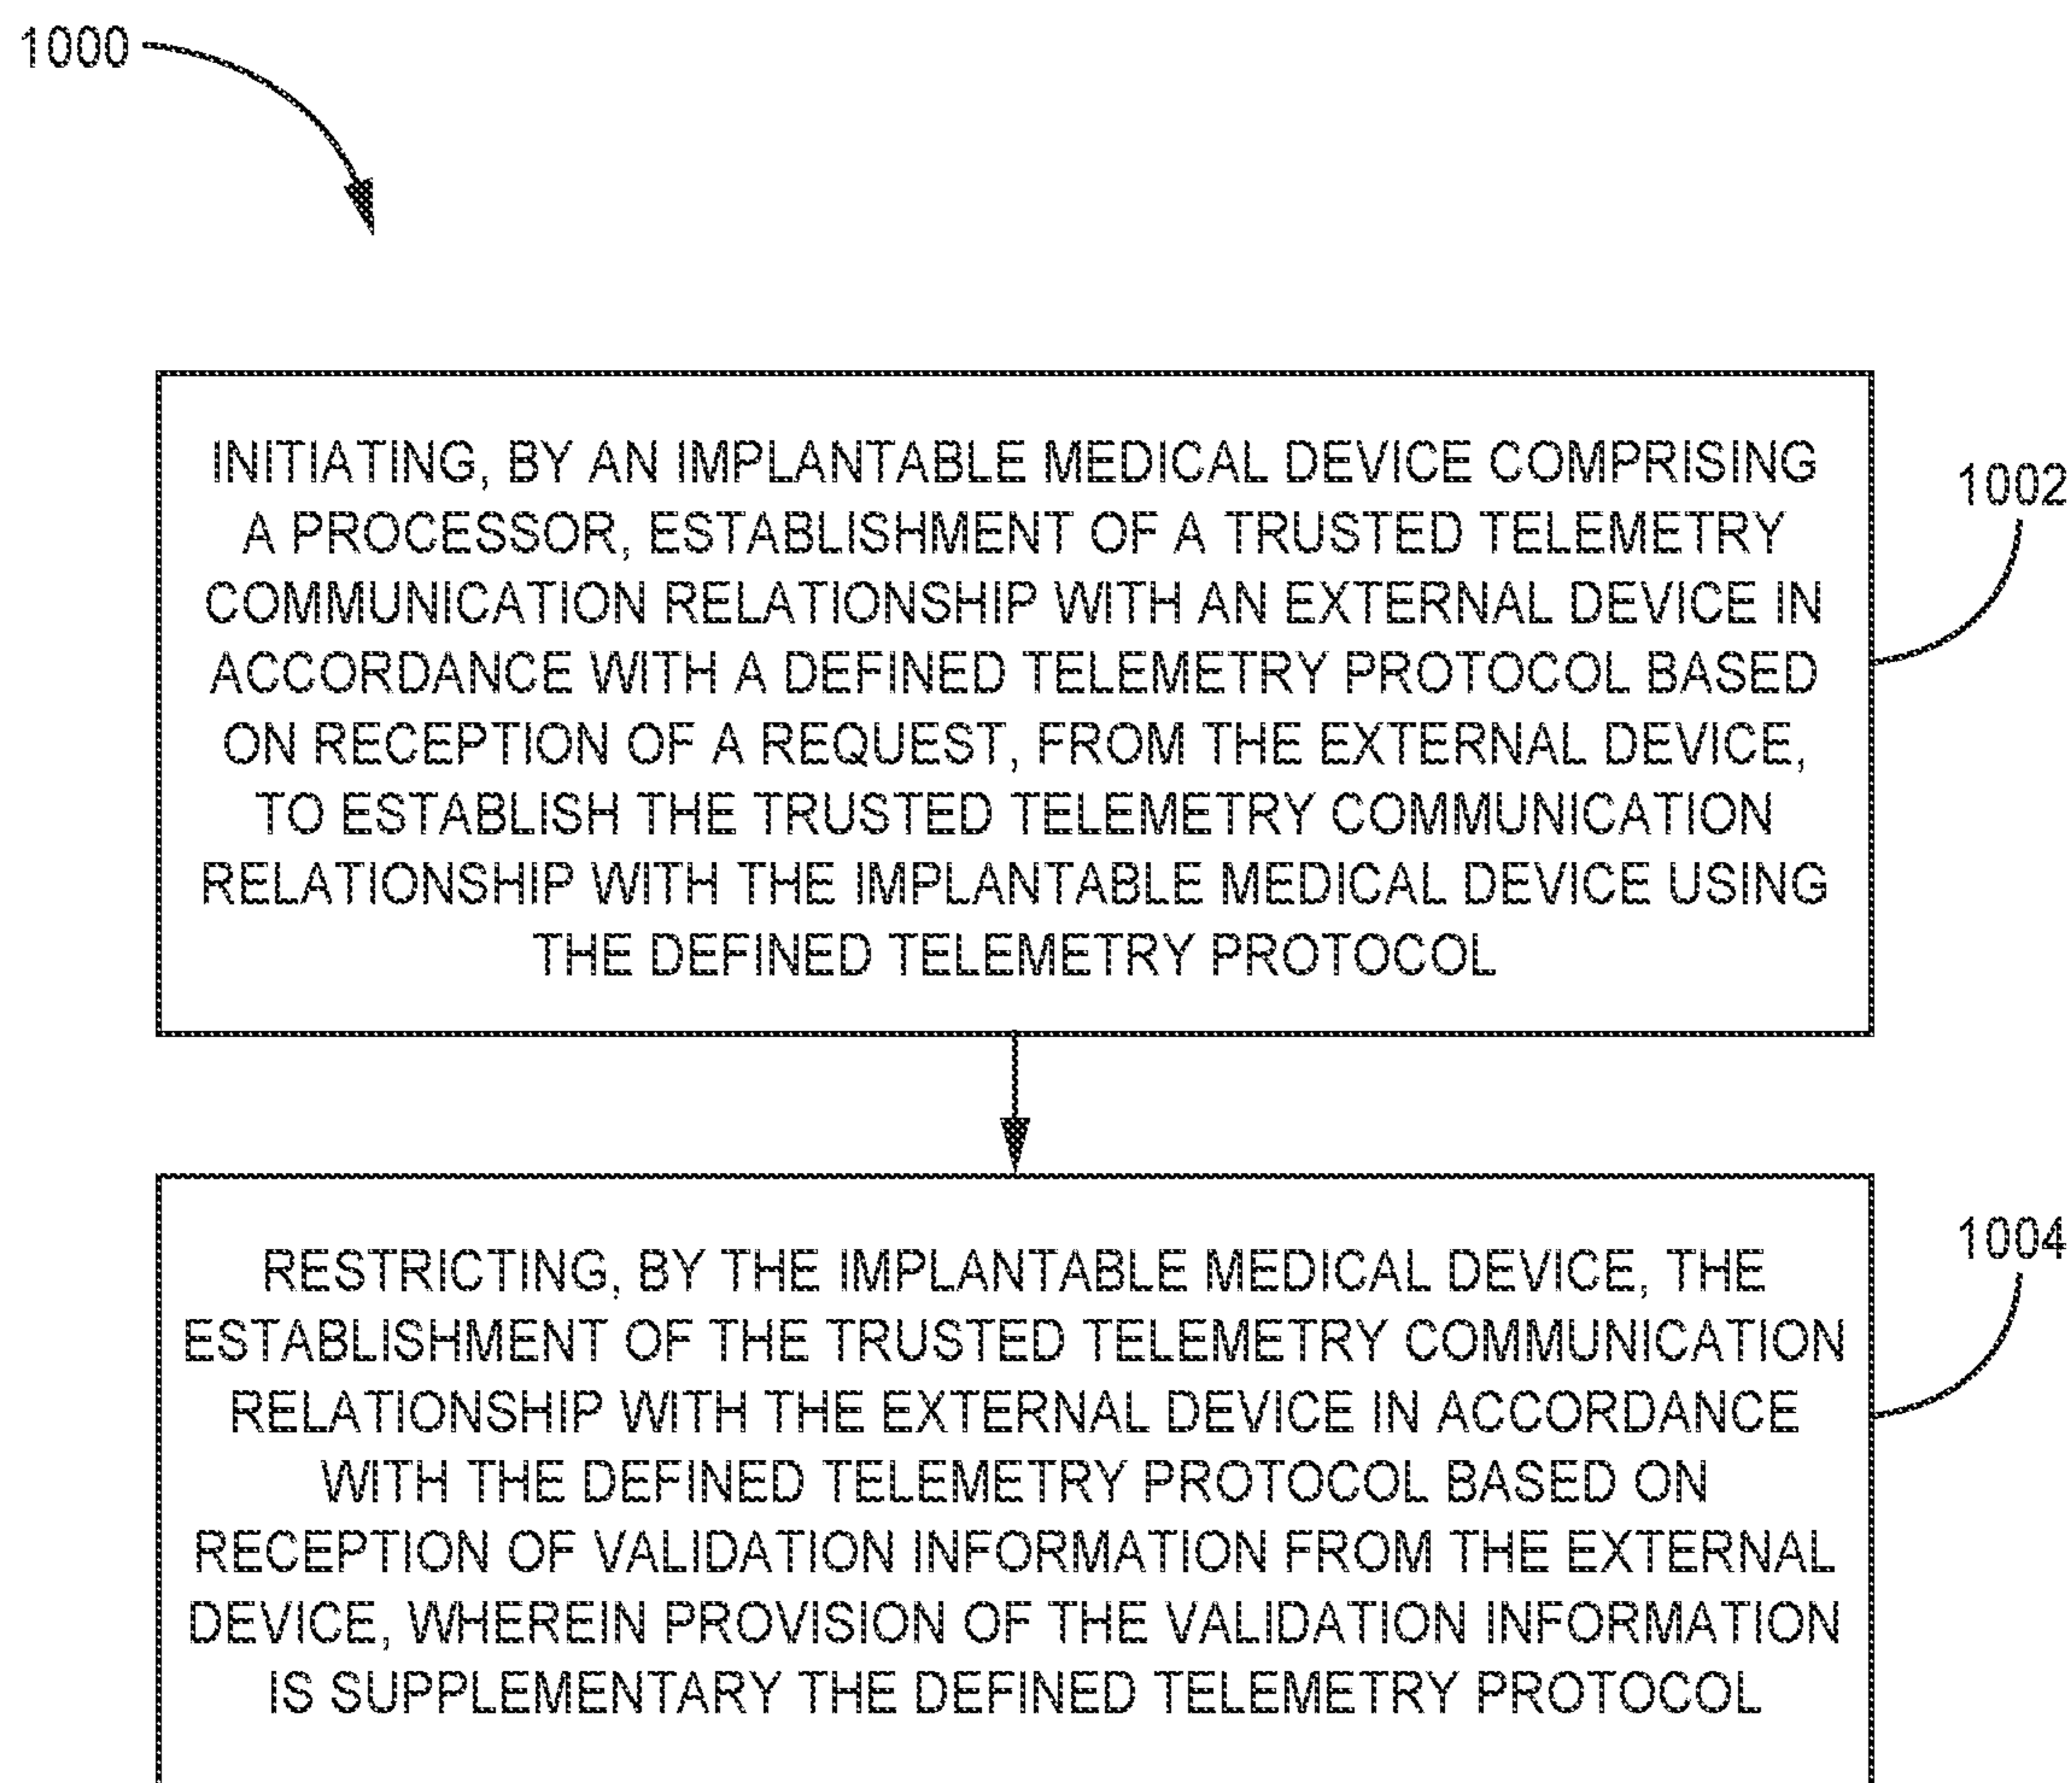 1000
INITIATING, BY AN IMPLANTABLE MEDICAL DEVICE COMPRISING
A PROCESSOR, ESTABLISHMENT OF A TRUSTED TELEMETRY
COMMUNICATION RELATIONSHIP WITH AN EXTERNAL DEVICE IN
ACCORDANCE WITH A DEFINED TELEMETRY PROTOCOL BASED
ON RECEPTION OF A REQUEST, FROM THE EXTERNAL DEVICE,
TO ESTABLISH THE TRUSTED TELEMETRY COMMUNICATION
RELATIONSHIP WITH THE IMPLANTABLE MEDICAL DEVICE USING
THE DEFINED TELEMETRY PROTOCOL
1002
RESTRICTING, BY THE IMPLANTABLE MEDICAL DEVICE, THE
ESTABLISHMENT OF THE TRUSTED TELEMETRY COMMUNICATION
RELATIONSHIP WITH THE EXTERNAL DEVICE IN ACCORDANCE
WITH THE DEFINED TELEMETRY PROTOCOL BASED ON
RECEPTION OF VALIDATION INFORMATION FROM THE EXTERNAL
DEVICE, WHEREIN PROVISION OF THE VALIDATION INFORMATION
IS SUPPLEMENTARY THE DEFINED TELEMETRY PROTOCOL
1004